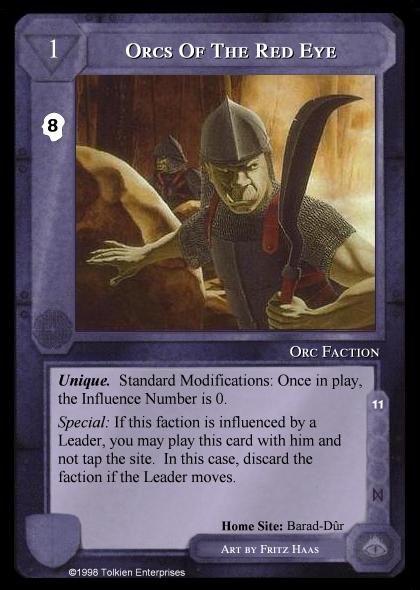 1
ORCS OF THE RED EYE
8
ORC FACTION
Unique. Standard Modifications: Once in play,
the Influence Number is 0.
Special: If this faction is influenced by a
Leader, you may play this card with him and
not tap the site. In this case, discard the
faction if the Leader moves.
11
Home Site: Barad-Dûr
ART BY FRITZ HAAS
©1998 Tolkien Enterprises